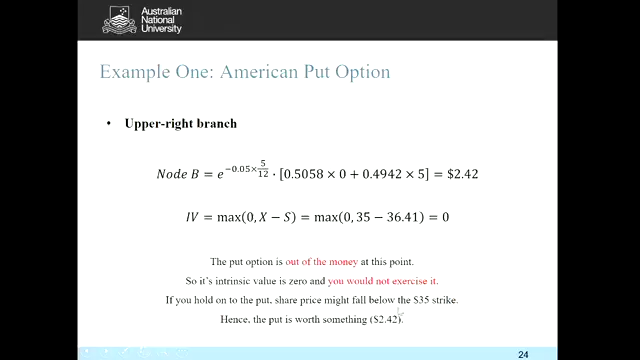 Australian
National
University
Example One: American Put Option
• Upper-right branch
Node B = e^{−0.05×\frac{5}{12}} · [0.5058 × 0 + 0.4942 × 5] = $2.42
IV = max(0, X − S) = max(0, 35 − 36.41) = 0
The put option is out of the money at this point.
So it's intrinsic value is zero and you would not exercise it.
If you hold on to the put, share price might fall below the $35 strike.
Hence, the put is worth something ($2.42).
24